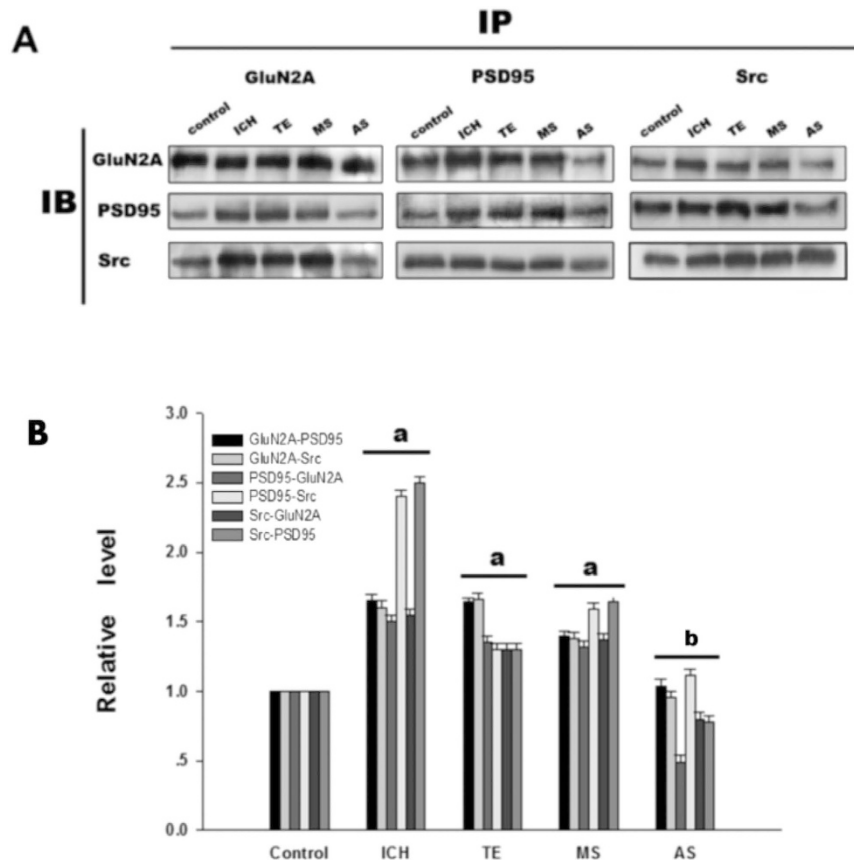 A
IP
GluN2A PSD95 Src
control ICH TE MS AS control ICH TE MS AS control ICH TE MS AS
IB
GluN2A
PSD95
Src
B
Relative level
3.0
2.5
2.0
1.5
1.0
.5
0.0
GluN2A-PSD95
GluN2A-Src
PSD95-GluN2A
PSD95-Src
Src-GluN2A
Src-PSD95
a
a
a
b
Control ICH TE MS AS